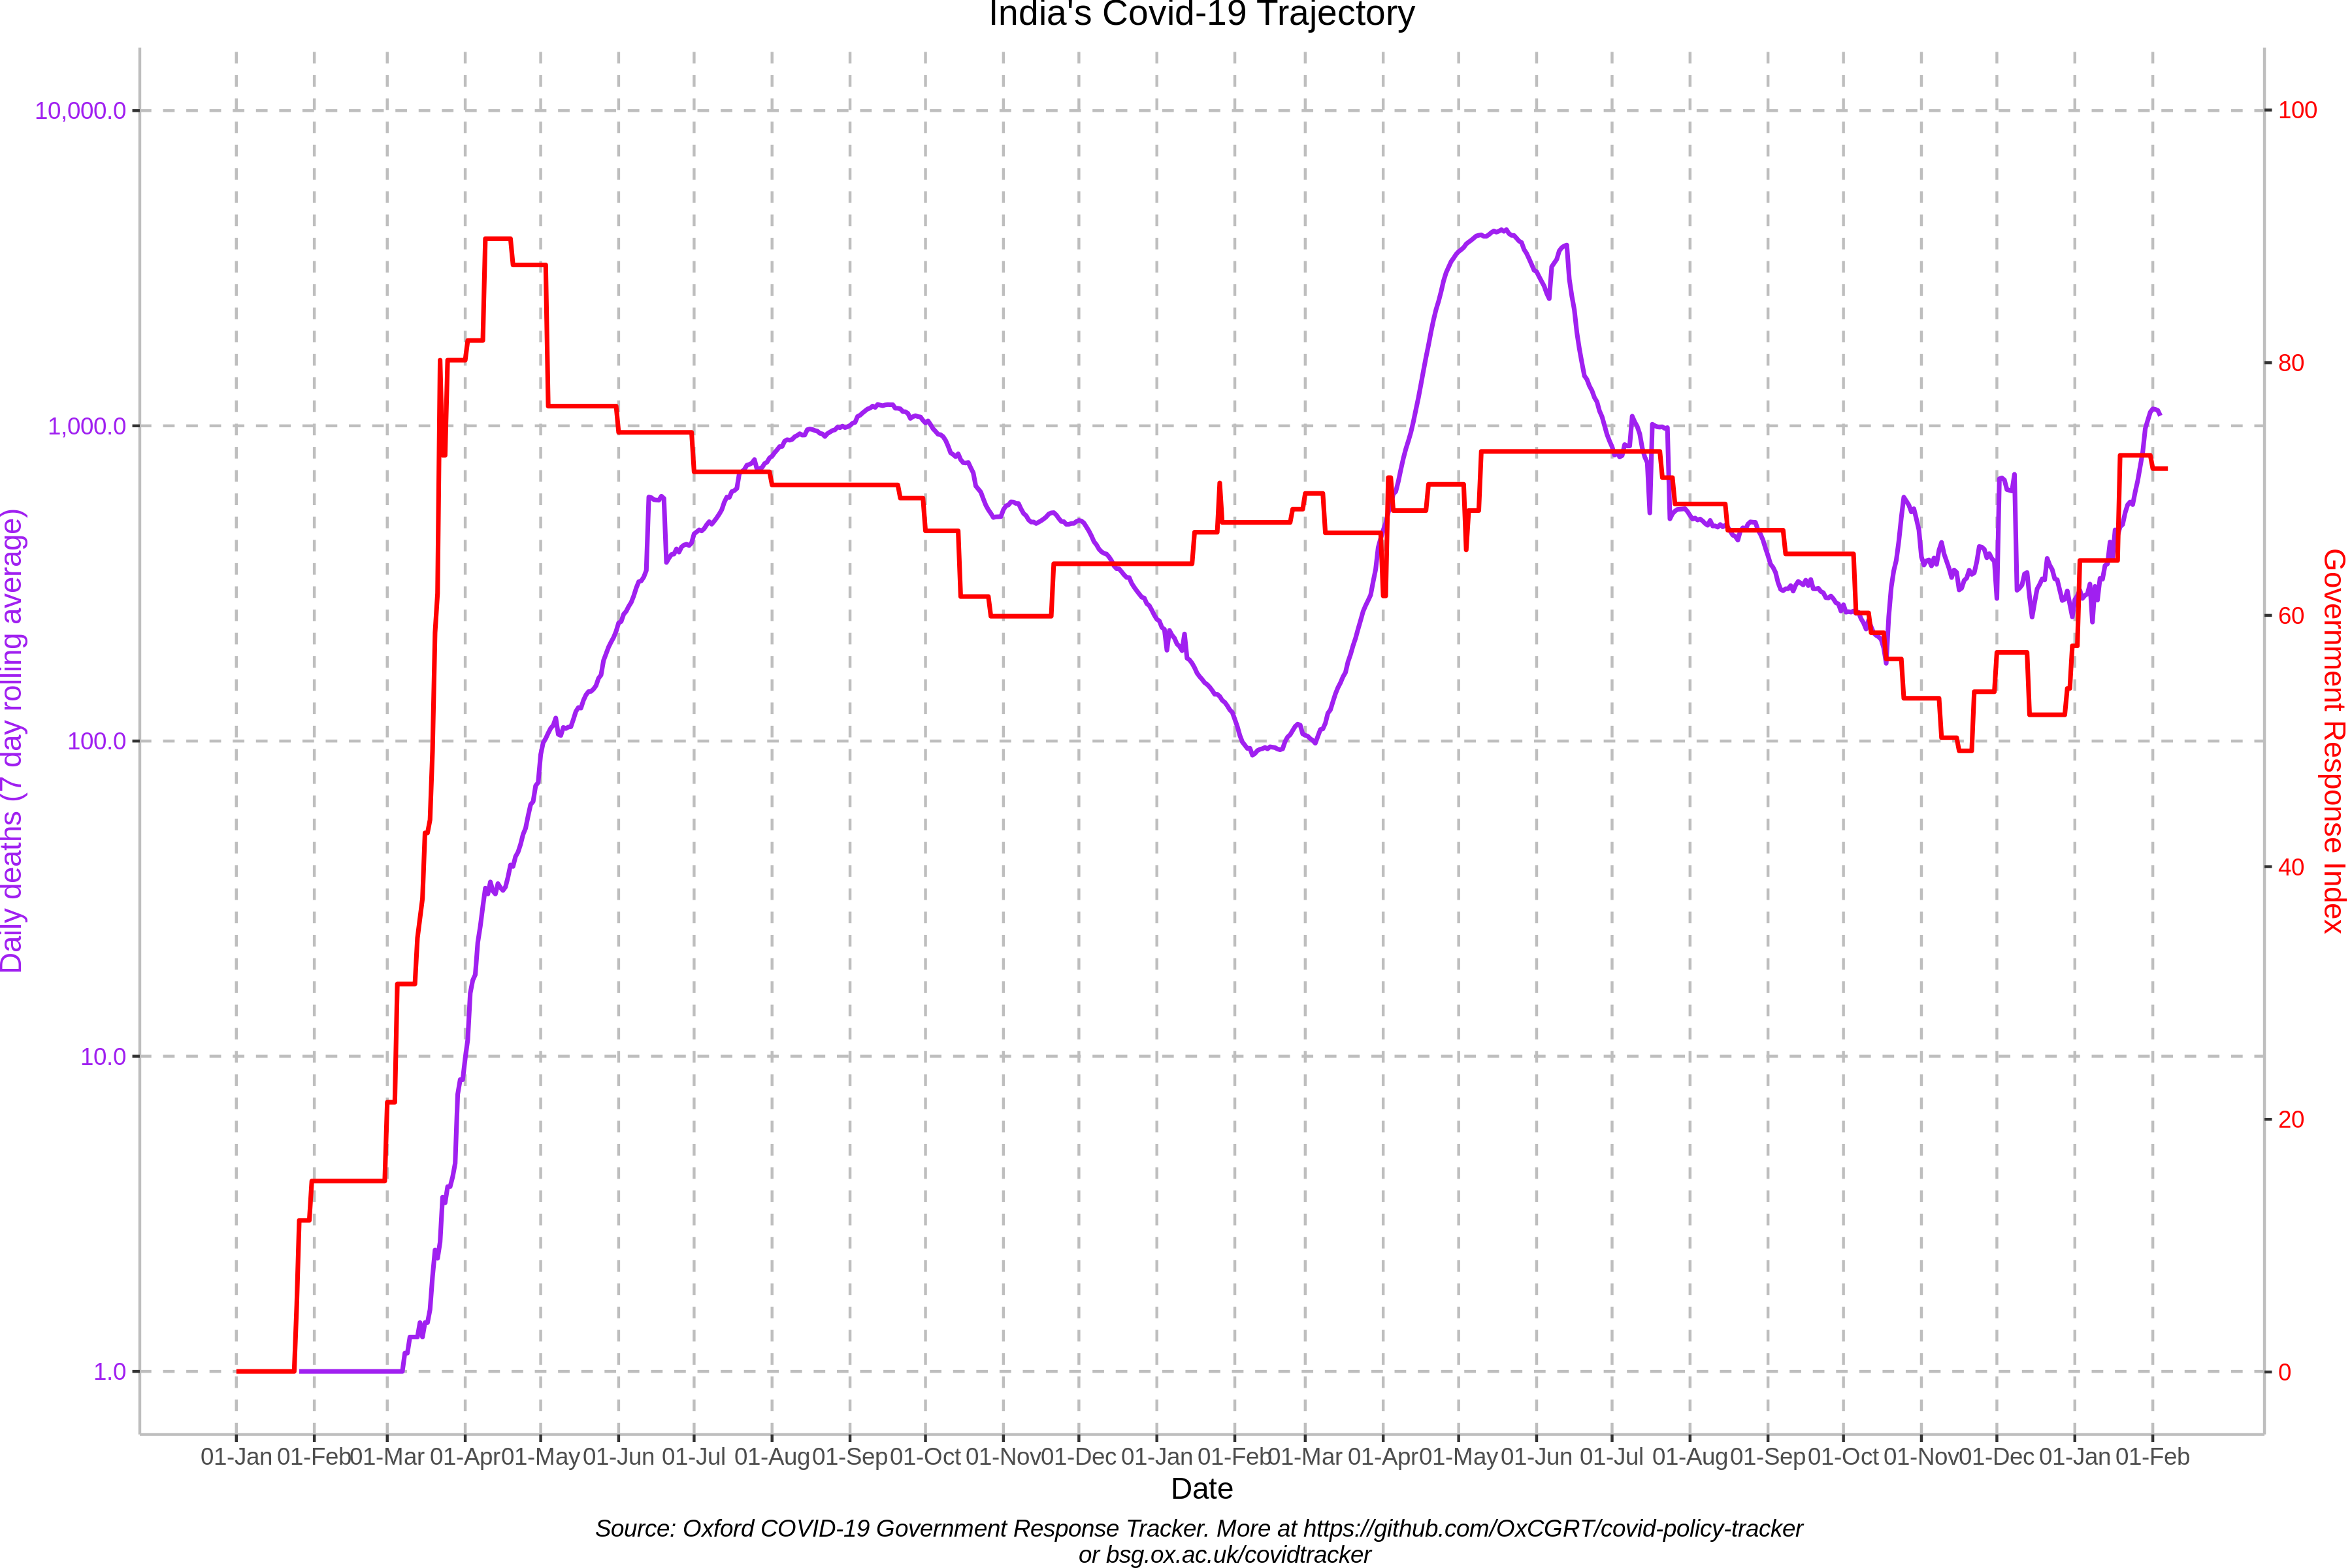 India's Covid-19 Trajectory
10,000.0
1,000.0
100.0
10.0
1.0
Daily deaths (7 day rolling average)
100
80
60
40
20
0
Government Response Index
01-Jan 01-Feb 01-Mar 01-Apr 01-May 01-Jun 01-Jul 01-Aug 01-Sep 01-Oct 01-Nov 01-Dec 01-Jan 01-Feb 01-Mar 01-Apr 01-May 01-Jun 01-Jul 01-Aug 01-Sep 01-Oct 01-Nov 01-Dec 01-Jan 01-Feb
Date
Source: Oxford COVID-19 Government Response Tracker. More at https://github.com/OxCGRT/covid-policy-tracker
or bsg.ox.ac.uk/covidtracker